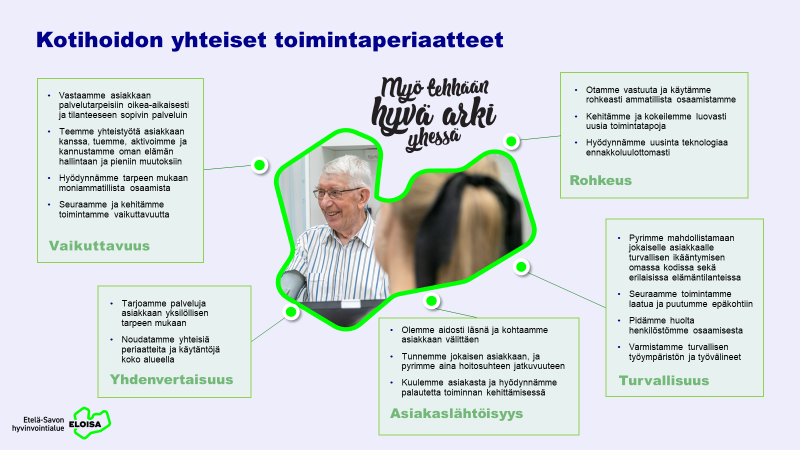 Kotihoidon yhteiset toimintaperiaatteet
• Vastaamme asiakkaan
palvelutarpeisiin oikea-aikaisesti
ja tilanteeseen sopivin palveluin
• Teemme yhteistyötä asiakkaan
kanssa, tuemme, aktivoimme ja
kannustamme oman elämän
hallintaan ja pieniin muutoksiin
• Hyödynnämme tarpeen mukaan
moniammatillista osaamista
• Seuraamme ja kehitämme
toimintamme vaikuttavuutta
Vaikuttavuus
Myö tehhään
hyvä arki
yhessä
• Otamme vastuuta ja käytämme
rohkeasti ammatillista osaamistamme
• Kehitämme ja kokeilemme luovasti
uusia toimintatapoja
• Hyödynnämme uusinta teknologiaa
ennakkoluulottomasti
Rohkeus
• Pyrimme mahdollistamaan
jokaiselle asiakkaalle
turvallisen ikääntymisen
omassa kodissa sekä
erilaisissa elämäntilanteissa
• Seuraamme toimintamme
laatua ja puutumme epäkohtiin
• Pidämme huolta
henkilöstömme osaamisesta
• Varmistamme turvallisen
työympäristön ja työvälineet
Turvallisuus
• Tarjoamme palveluja
asiakkaan yksilöllisen
tarpeen mukaan
• Noudatamme yhteisiä
periaatteita ja käytäntöjä
koko alueella
Yhdenvertaisuus
• Olemme aidosti läsnä ja kohtaamme
asiakkaan välittäen
• Tunnemme jokaisen asiakkaan, ja
pyrimme aina hoitosuhteen jatkuvuuteen
• Kuulemme asiakasta ja hyödynnämme
palautetta toiminnan kehittämisessä
Asiakaslähtöisyys
Etelä-Savon
hyvinvointialue
ELOISA